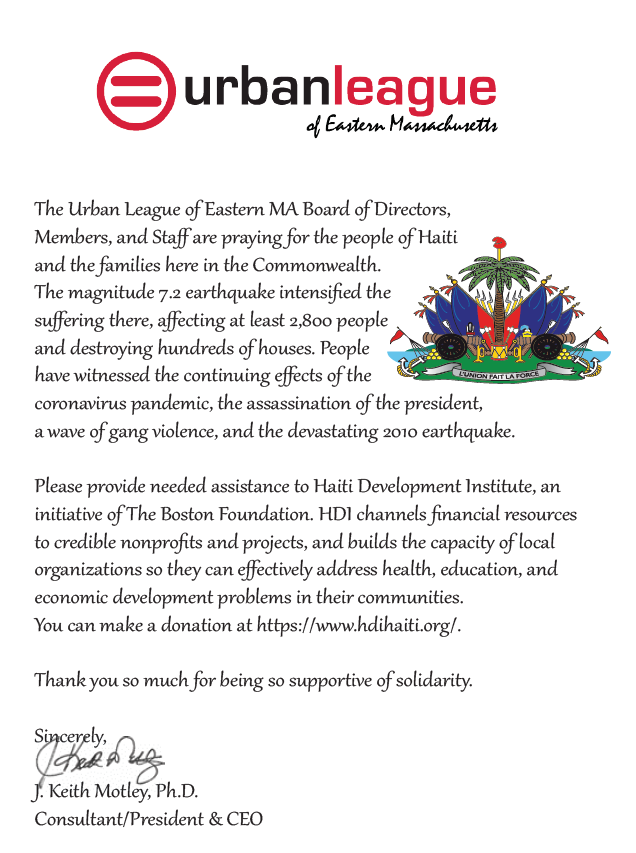 urbanleague
of Eastern Massachusetts
The Urban League of Eastern MA Board of Directors,
Members, and Staff are praying for the people of Haiti
and the families here in the Commonwealth.
The magnitude 7.2 earthquake intensified the
suffering there, affecting at least 2,800 people
and destroying hundreds of houses. People
have witnessed the continuing effects of the
coronavirus pandemic, the assassination of the president,
a wave of gang violence, and the devastating 2010 earthquake.
L'UNION FAIT LA FORCE
Please provide needed assistance to Haiti Development Institute, an
initiative of The Boston Foundation. HDI channels financial resources
to credible nonprofits and projects, and builds the capacity of local
organizations so they can effectively address health, education, and
economic development problems in their communities.
You can make a donation at https://www.hdihaiti.org/.
Thank you so much for being so supportive of solidarity.
Sincerely,
J. Keith Motley, Ph.D.
Consultant/President & CEO